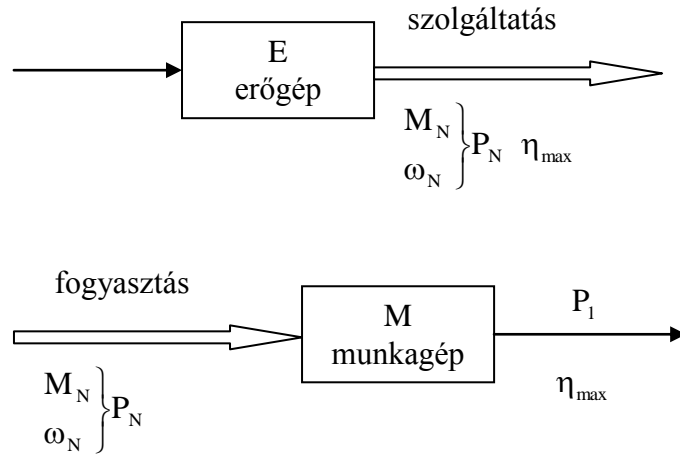 szolgáltatás
E
erőgép
M_N
ω_N
} P_N η_max
fogyasztás
M
munkagép
P_1
η_max
M_N
ω_N
} P_N